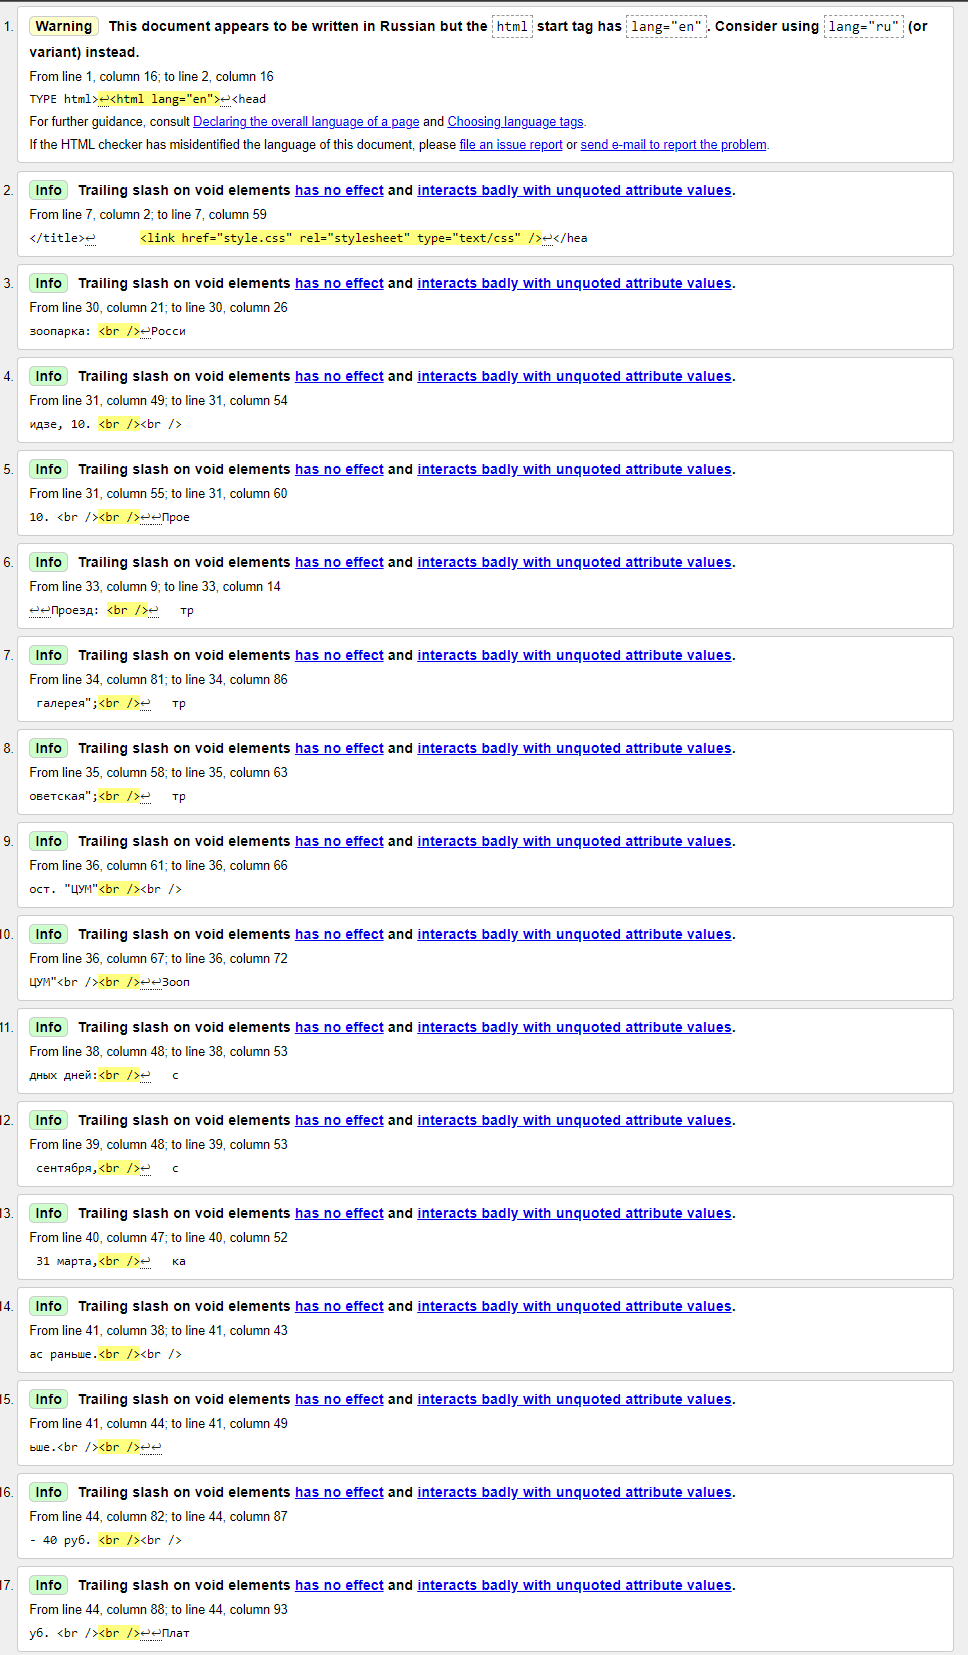 1. Warning This document appears to be written in Russian but the html start tag has lang="en". Consider using lang="ru" (or
variant) instead.
From line 1, column 16; to line 2, column 16
TYPE html>↩<html lang="en">↩<head
For further guidance, consult Declaring the overall language of a page and Choosing language tags.
If the HTML checker has misidentified the language of this document, please file an issue report or send e-mail to report the problem.
2. Info Trailing slash on void elements has no effect and interacts badly with unquoted attribute values.
From line 7, column 2; to line 7, column 59
</title>↩ <link href="style.css" rel="stylesheet" type="text/css" />↩</hea
3. Info Trailing slash on void elements has no effect and interacts badly with unquoted attribute values.
From line 30, column 21; to line 30, column 26
зоопарка: <br />↩Росси
4. Info Trailing slash on void elements has no effect and interacts badly with unquoted attribute values.
From line 31, column 49; to line 31, column 54
идзе, 10. <br /><br />
5. Info Trailing slash on void elements has no effect and interacts badly with unquoted attribute values.
From line 31, column 55; to line 31, column 60
10. <br /><br />↩↩Прое
6. Info Trailing slash on void elements has no effect and interacts badly with unquoted attribute values.
From line 33, column 9; to line 33, column 14
↩↩Проезд: <br />↩ тр
7. Info Trailing slash on void elements has no effect and interacts badly with unquoted attribute values.
From line 34, column 81; to line 34, column 86
галерея";<br />↩ тр
8. Info Trailing slash on void elements has no effect and interacts badly with unquoted attribute values.
From line 35, column 58; to line 35, column 63
оветская";<br />↩ тр
9. Info Trailing slash on void elements has no effect and interacts badly with unquoted attribute values.
From line 36, column 61; to line 36, column 66
ост. "ЦУМ"<br /><br />
10. Info Trailing slash on void elements has no effect and interacts badly with unquoted attribute values.
From line 36, column 67; to line 36, column 72
ЦУМ"<br /><br />↩↩Зооп
11. Info Trailing slash on void elements has no effect and interacts badly with unquoted attribute values.
From line 38, column 48; to line 38, column 53
дных дней:<br />↩ с
12. Info Trailing slash on void elements has no effect and interacts badly with unquoted attribute values.
From line 39, column 48; to line 39, column 53
сентября,<br />↩ с
13. Info Trailing slash on void elements has no effect and interacts badly with unquoted attribute values.
From line 40, column 47; to line 40, column 52
31 марта,<br />↩ ка
14. Info Trailing slash on void elements has no effect and interacts badly with unquoted attribute values.
From line 41, column 38; to line 41, column 43
ас раньше.<br /><br />
15. Info Trailing slash on void elements has no effect and interacts badly with unquoted attribute values.
From line 41, column 44; to line 41, column 49
ьше.<br /><br />↩↩
16. Info Trailing slash on void elements has no effect and interacts badly with unquoted attribute values.
From line 44, column 82; to line 44, column 87
- 40 руб. <br /><br />
17. Info Trailing slash on void elements has no effect and interacts badly with unquoted attribute values.
From line 44, column 88; to line 44, column 93
уб. <br /><br />↩↩Плат